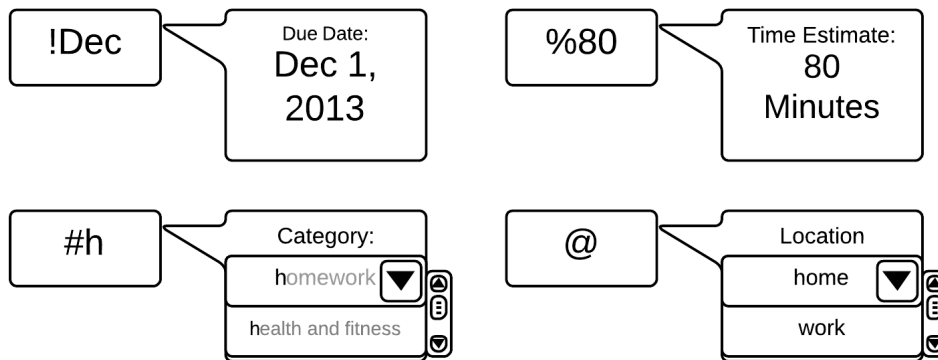 !Dec
Due Date:
Dec 1,
2013
%80
Time Estimate:
80
Minutes
#h
Category:
homework
health and fitness
@
Location
home
work